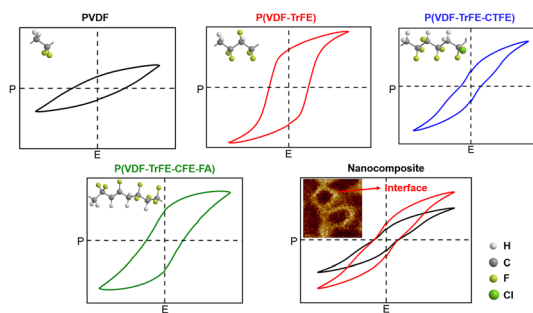 PVDF
P
E
P(VDF-TrFE)
P
E
P(VDF-TrFE-CTFE)
P
E
P(VDF-TrFE-CFE-FA)
P
E
Nanocomposite
Interface
P
E
H
C
F
Cl